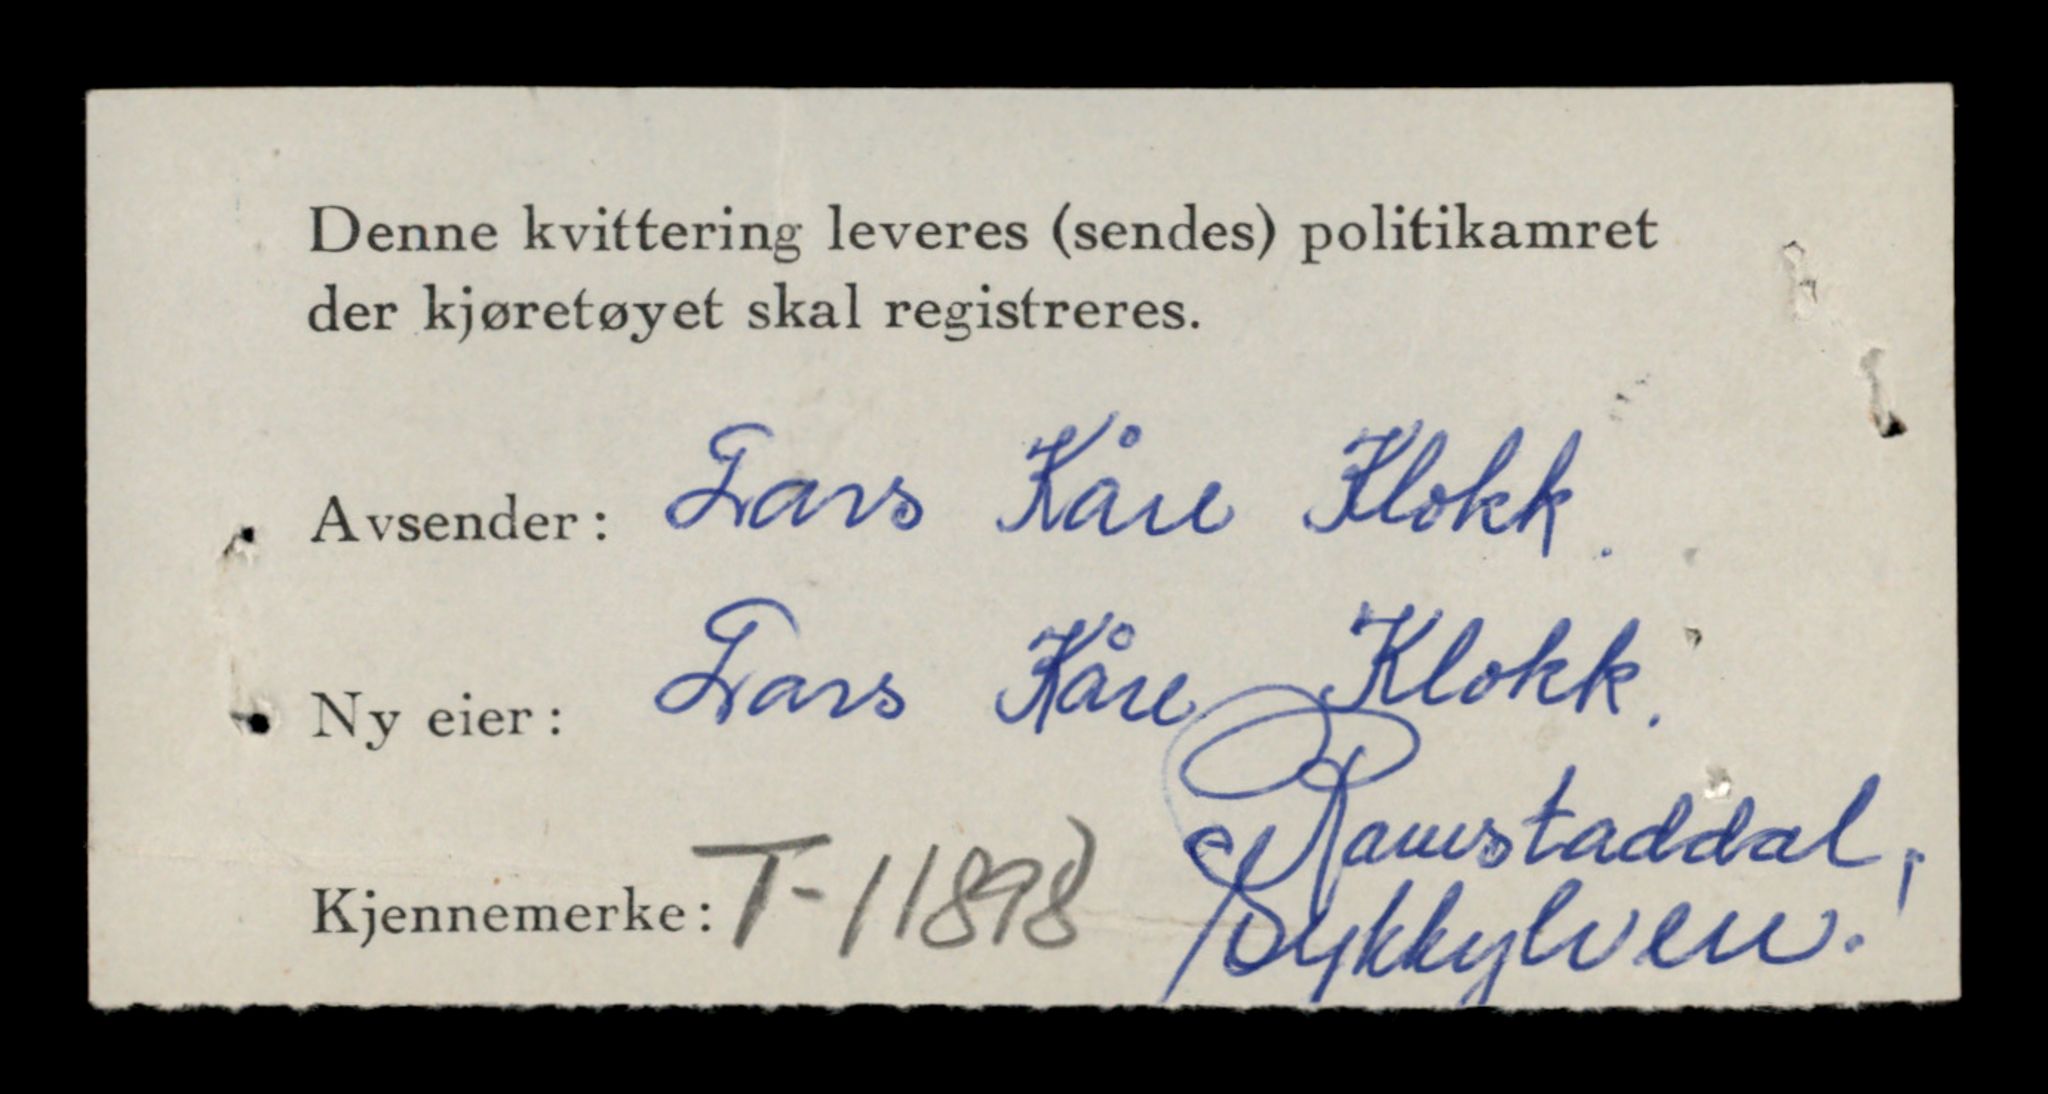 Denne kvittering leveres (sendes) politikamret
der kjøretøyet skal registreres.
Avsender: Lars Kåre Klokk.
Ny eier: Lars Kåre Klokk.
Ramstaddal,
Kjennemerke: T-11898
Sykkylven.